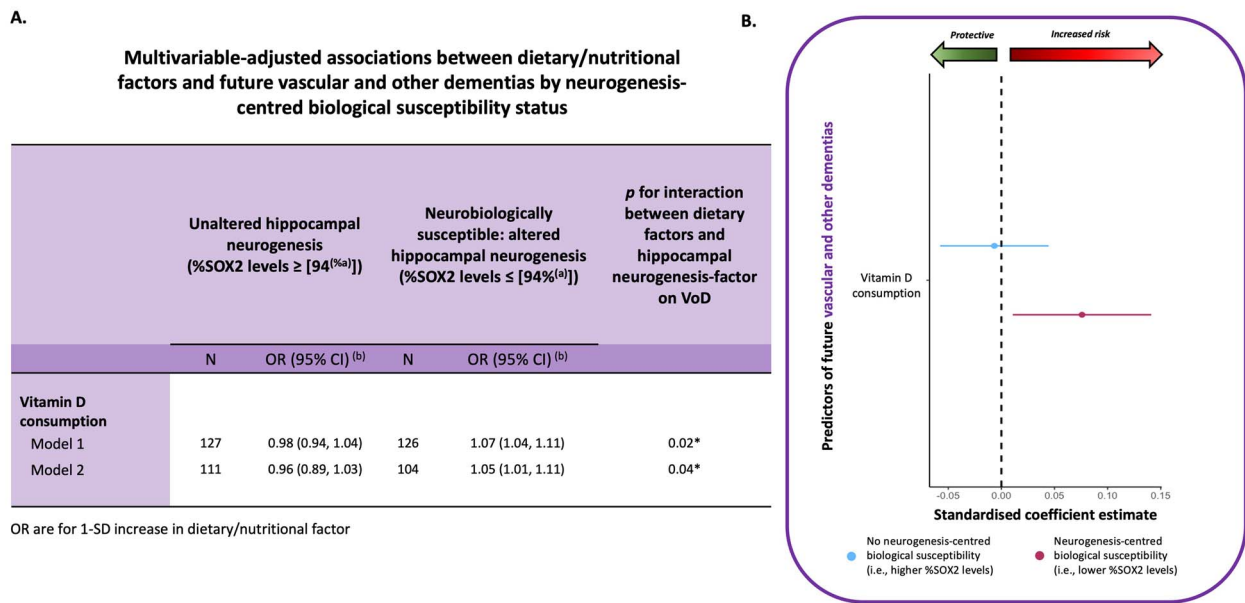 A.
Multivariable-adjusted associations between dietary/nutritional
factors and future vascular and other dementias by neurogenesis-
centred biological susceptibility status
Unaltered hippocampal
neurogenesis
(%SOX2 levels ≥ [94(%a)])
Neurobiologically
susceptible: altered
hippocampal neurogenesis
(%SOX2 levels ≤ [94%(a)])
p for interaction
between dietary
factors and
hippocampal
neurogenesis-factor
on VoD
N OR (95% CI) (b) N OR (95% CI) (b)
Vitamin D
consumption
Model 1 127 0.98 (0.94, 1.04) 126 1.07 (1.04, 1.11) 0.02*
Model 2 111 0.96 (0.89, 1.03) 104 1.05 (1.01, 1.11) 0.04*
OR are for 1-SD increase in dietary/nutritional factor
B.
Protective Increased risk
Predictors of future vascular and other dementias
Vitamin D
consumption
-0.05 0.00 0.05 0.10 0.15
Standardised coefficient estimate
No neurogenesis-centred
biological susceptibility
(i.e., higher %SOX2 levels)
Neurogenesis-centred
biological susceptibility
(i.e., lower %SOX2 levels)